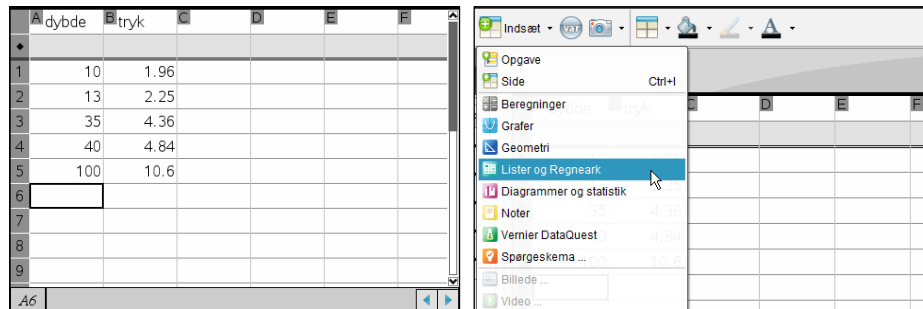 A dybde B tryk C D E F
◆
1 10 1.96
2 13 2.25
3 35 4.36
4 40 4.84
5 100 10.6
6
7
8
9
A6
Indsæt var A
Opgave
Side Ctrl+I
Beregninger
Grafer
Geometri
Lister og Regneark
Diagrammer og statistik
Noter
Vernier DataQuest
Spørgeskema ...
Billede ...
Video ...
dybde B tryk C D E F
35 4.36
4.84
00 10.6